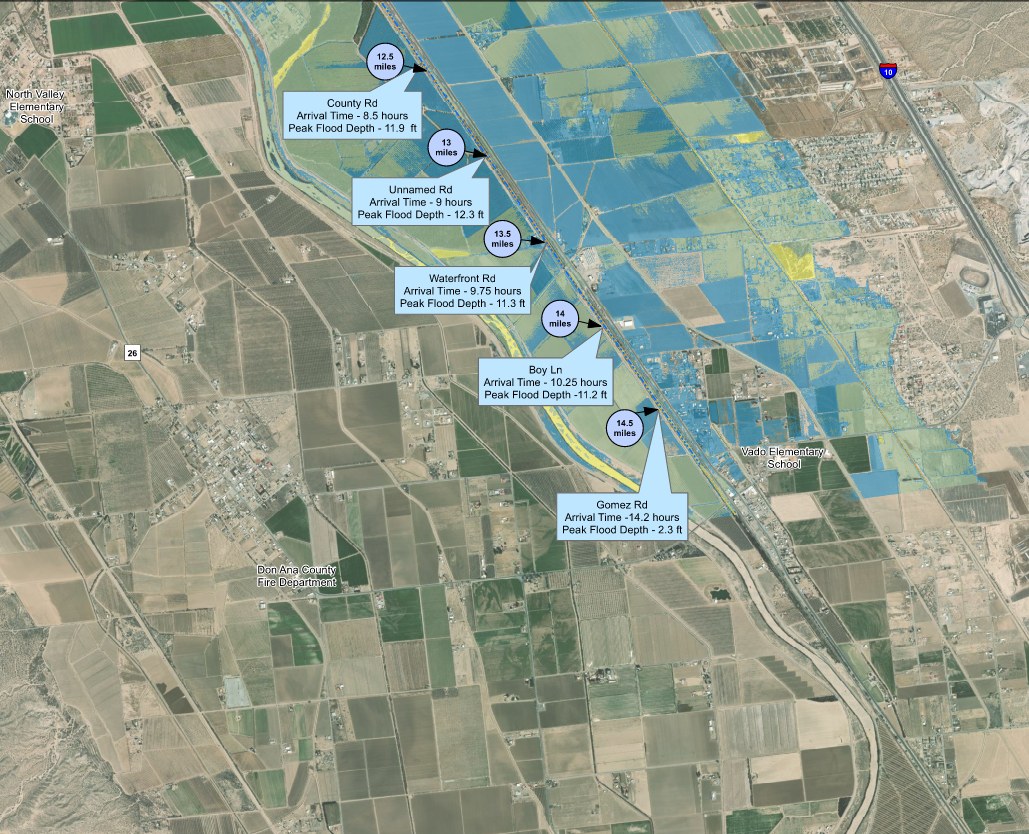 10
12.5
miles
North Valley
Elementary
School
County Rd
Arrival Time - 8.5 hours
Peak Flood Depth - 11.9  ft
13
miles
Unnamed Rd
Arrival Time - 9 hours
Peak Flood Depth - 12.3 ft
13.5
miles
Waterfront Rd
Arrival Time - 9.75 hours
Peak Flood Depth - 11.3 ft
14
miles
26
Boy Ln
Arrival Time - 10.25 hours
Peak Flood Depth -11.2 ft
14.5
miles
Vado Elementary
School
Gomez Rd
Arrival Time -14.2 hours
Peak Flood Depth - 2.3 ft
Don Ana County
Fire Department